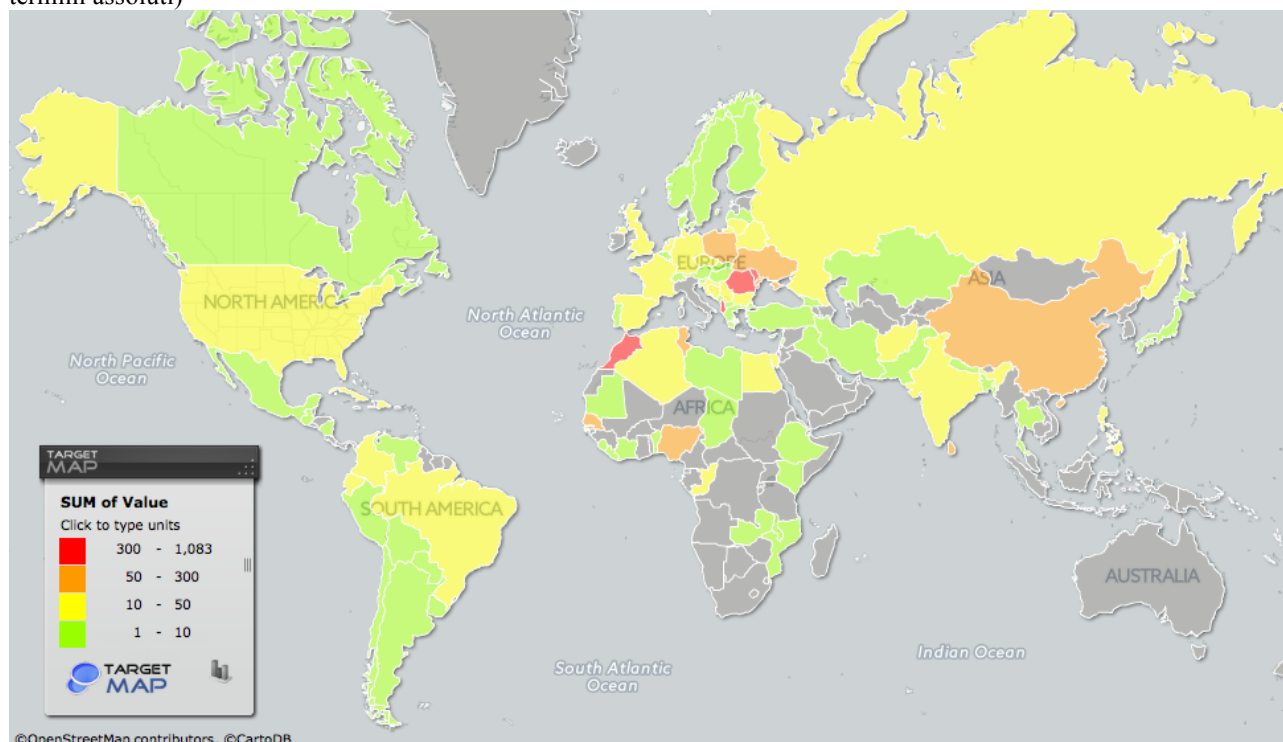 termini assoluti)
NORTH AMERICA
EUROPE
ASIA
North Atlantic
Ocean
North Pacific
Ocean
AFRICA
SOUTH AMERICA
AUSTRALIA
Indian Ocean
South Atlantic
Ocean
TARGET
MAP
SUM of Value
Click to type units
300 - 1,083
50 - 300
10 - 50
1 - 10
TARGET
MAP
©OpenStreetMap contributors, ©CartoDB